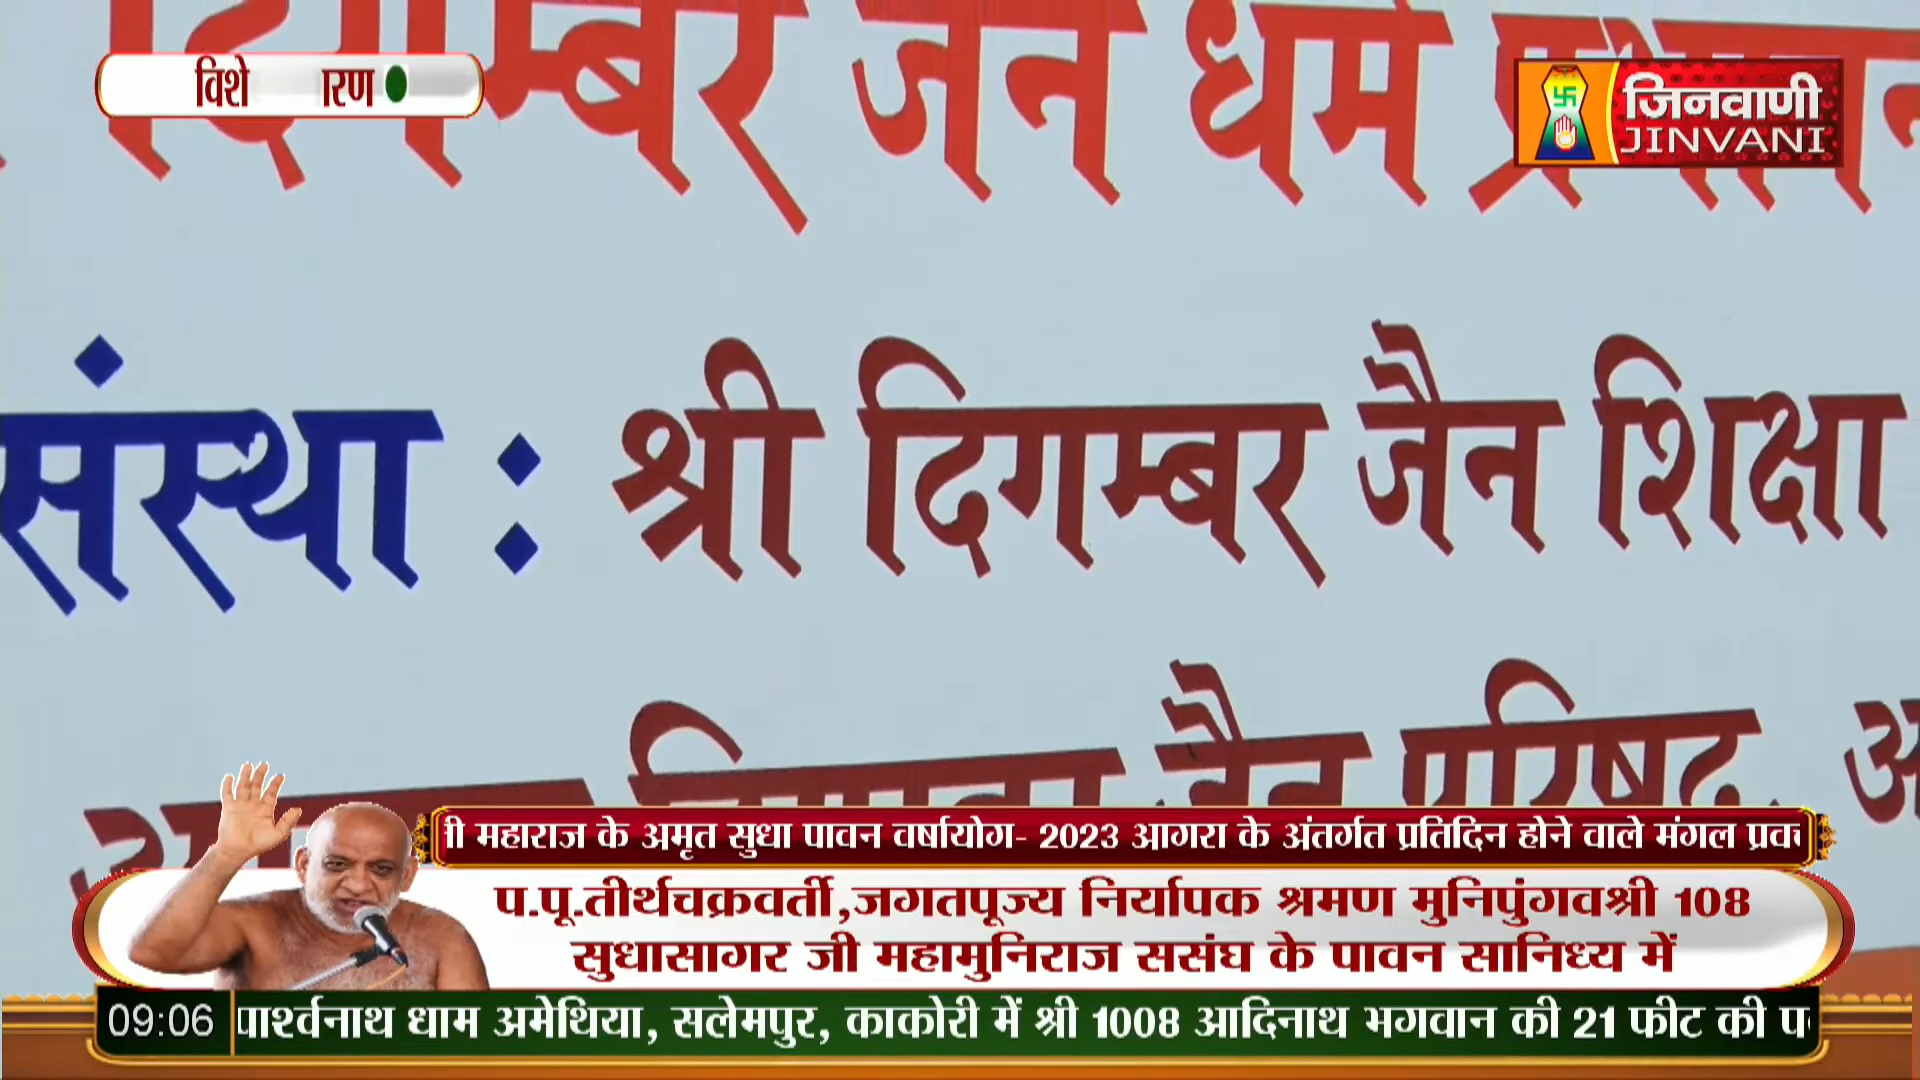 दिगम्बर जैन धर्म
विशे रण
जिनवाणी
JINVANI
संस्था : श्री दिगम्बर जैन शिक्षा
जैन परिषद,
महाराज के अमृत सुधा पावन वर्षायोग- 2023 आगरा के अंतर्गत प्रतिदिन होने वाले मंगल
प.पू.तीर्थचक्रवर्ती,जगतपूज्य निर्यापक श्रमण मुनिपुंगवश्री 108
सुधासागर जी महामुनिराज ससंघ के पावन सानिध्य में
09:06 पार्श्वनाथ धाम अमेथिया, सलेमपुर, काकोरी में श्री 1008 आदिनाथ भगवान की 21 फीट की